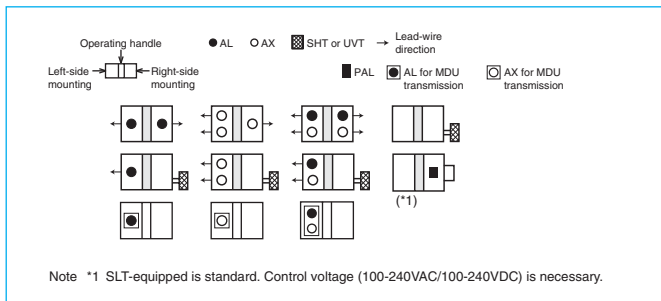 Operating handle
Left-side mounting
Right-side mounting
AL
AX
SHT or UVT
Lead-wire direction
PAL
AL for MDU transmission
AX for MDU transmission
(*1)
Note *1 SLT-equipped is standard. Control voltage (100-240VAC/100-240VDC) is necessary.